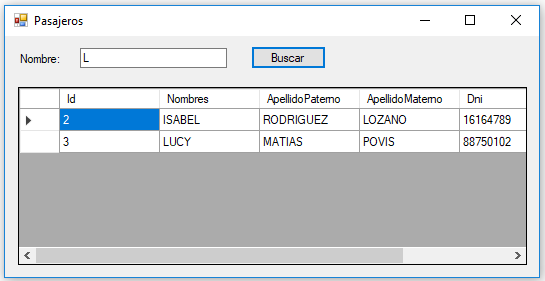 Pasajeros
Nombre: L Buscar
Id Nombres ApellidoPaterno ApellidoMaterno Dni
2 ISABEL RODRIGUEZ LOZANO 16164789
3 LUCY MATIAS POVIS 88750102